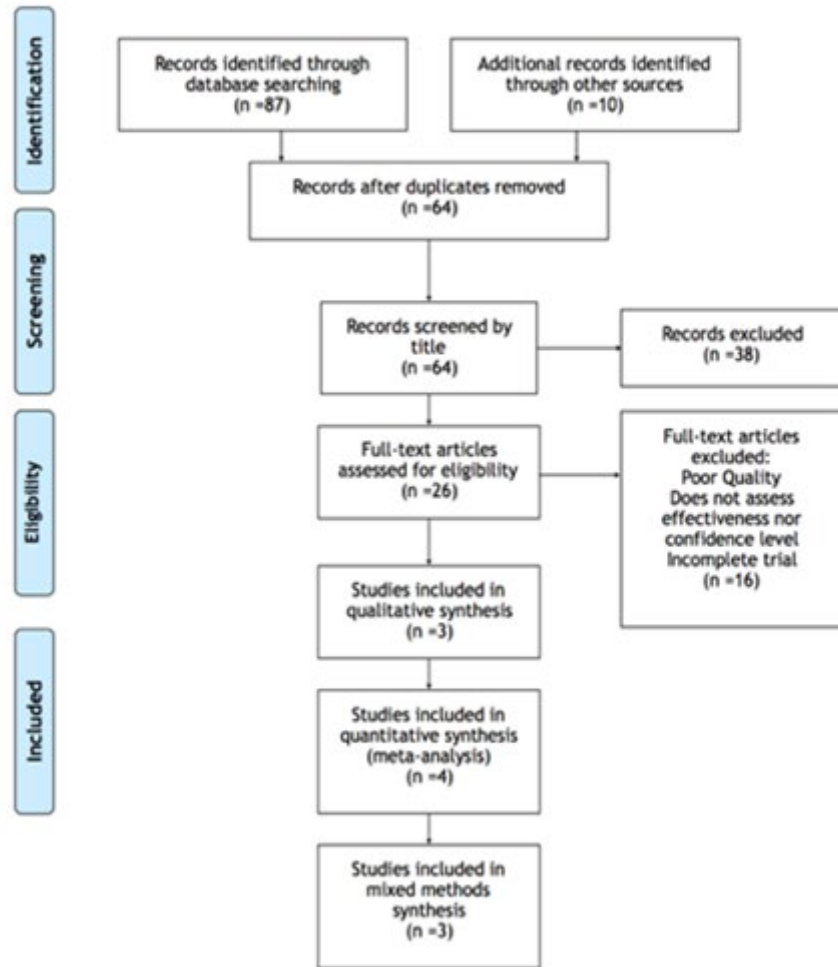 Identification
Records identified through
database searching
(n =87)
Additional records identified
through other sources
(n =10)
Records after duplicates removed
(n =64)
Screening
Records screened by
title
(n =64)
Records excluded
(n =38)
Eligibility
Full-text articles
assessed for eligibility
(n =26)
Full-text articles
excluded:
Poor Quality
Does not assess
effectiveness nor
confidence level
Incomplete trial
(n =16)
Studies included in
qualitative synthesis
(n =3)
Included
Studies included in
quantitative synthesis
(meta-analysis)
(n =4)
Studies included in
mixed methods
synthesis
(n =3)